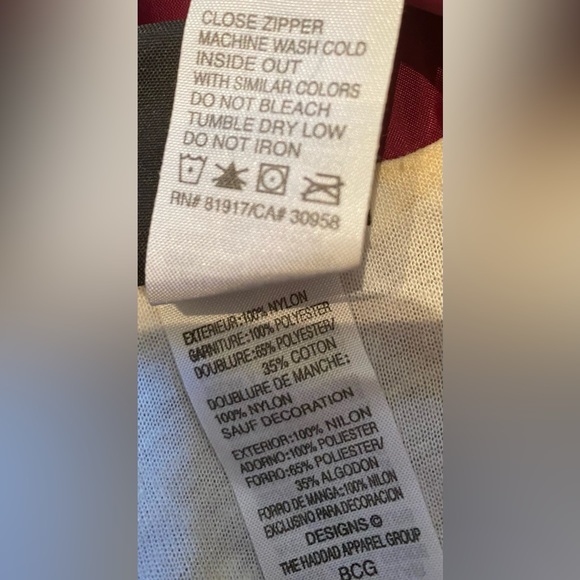 CLOSE ZIPPER
MACHINE WASH COLD
INSIDE OUT
WITH SIMILAR COLORS
DO NOT BLEACH
TUMBLE DRY LOW
DO NOT IRON
RN# 81917/CA# 30958
EXTERIEUR:100% NYLON
GARNITURE:100% POLYESTER
DOUBLURE:65% POLYESTER/
35% COTON
DOUBLURE DE MANCHE:
100% NYLON
SAUF DECORATION
EXTERIOR:100% NILON
ADORNO:100% POLIESTER
FORRO:65% POLIESTER/
35% ALGODON
FORRO DE MANGA:100% NILON
EXCLUSIVO PARA DECORACION
DESIGNS ©
THE HADDAD APPAREL GROUP
BCG